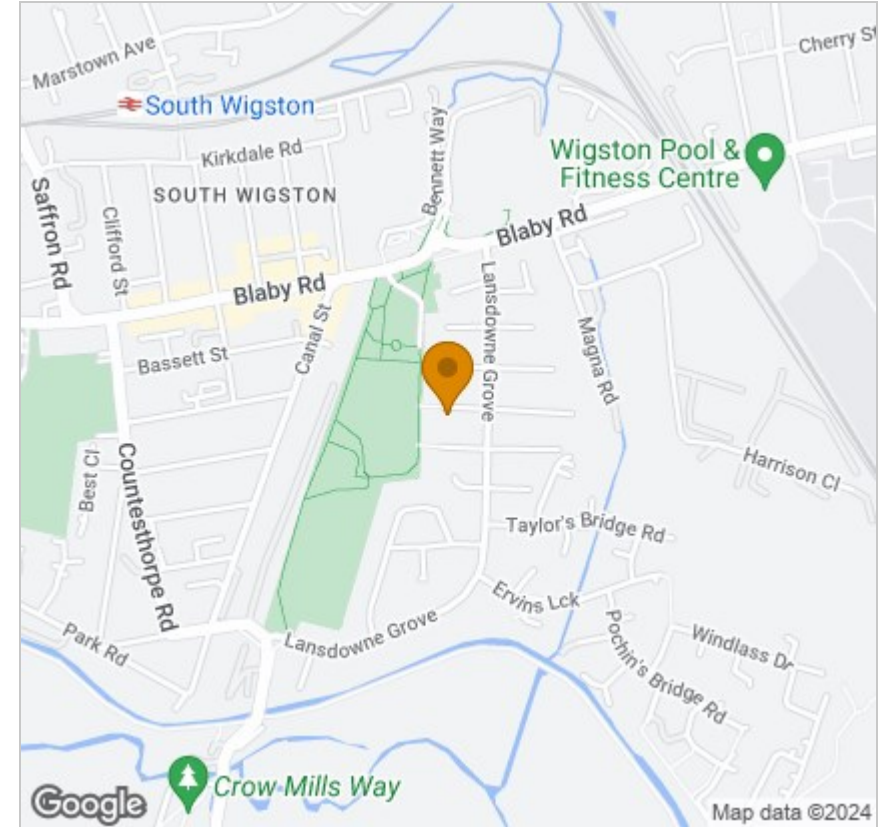 Marstown Ave
South Wigston
Cherry St
Kirkdale Rd
Bennett Way
Wigston Pool &
Fitness Centre
SOUTH WIGSTON
Saffron Rd
Clifford St
Blaby Rd
Blaby Rd
Lansdowne Grove
Canal St
Bassett St
Magna Rd
Best Cl
Countesthorpe Rd
Harrison Cl
Taylor's Bridge Rd
Ervins Lck
Park Rd
Lansdowne Grove
Pochin's Bridge Rd
Windlass Dr
Crow Mills Way
Google
Map data ©2024